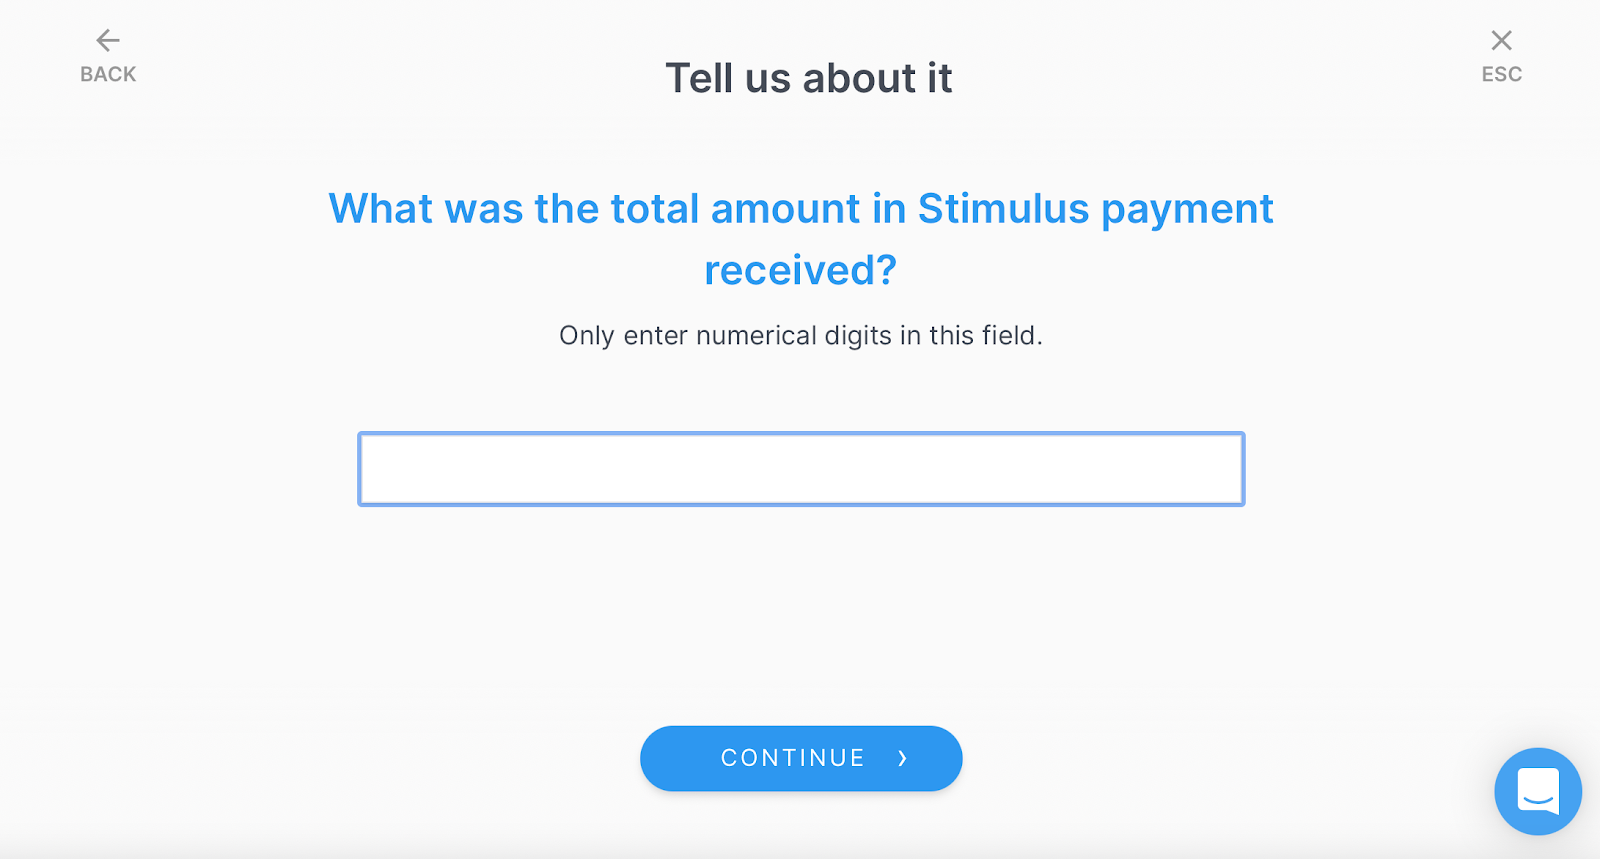 BACK
ESC
Tell us about it
What was the total amount in Stimulus payment
received?
Only enter numerical digits in this field.
CONTINUE ›